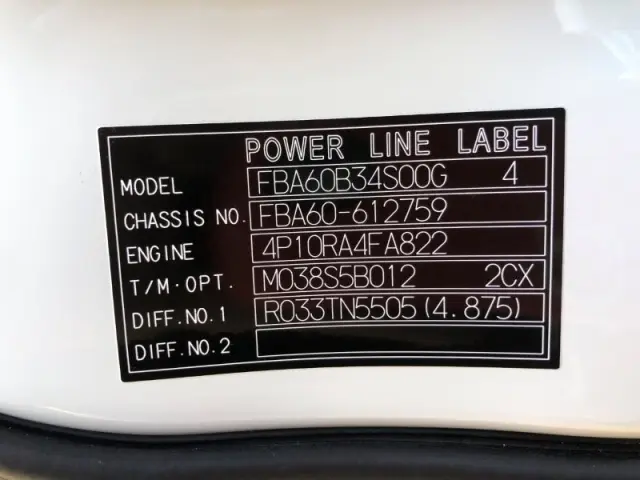 POWER LINE LABEL
MODEL FBA60B34S00G 4
CHASSIS NO. FBA60-612759
ENGINE 4P10RA4FA822
T/M·OPT. M038S5B012 2CX
DIFF.NO.1 R033TN5505(4.875)
DIFF.NO.2